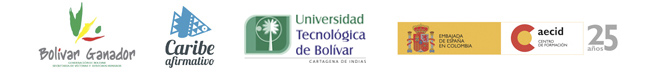 Bolívar Ganador
Caribe
afirmativo
Universidad
Tecnológica
de Bolívar
CARTAGENA DE INDIAS
EMBAJADA
DE ESPAÑA
EN COLOMBIA
aecid
CENTRO
DE FORMACIÓN
25
años